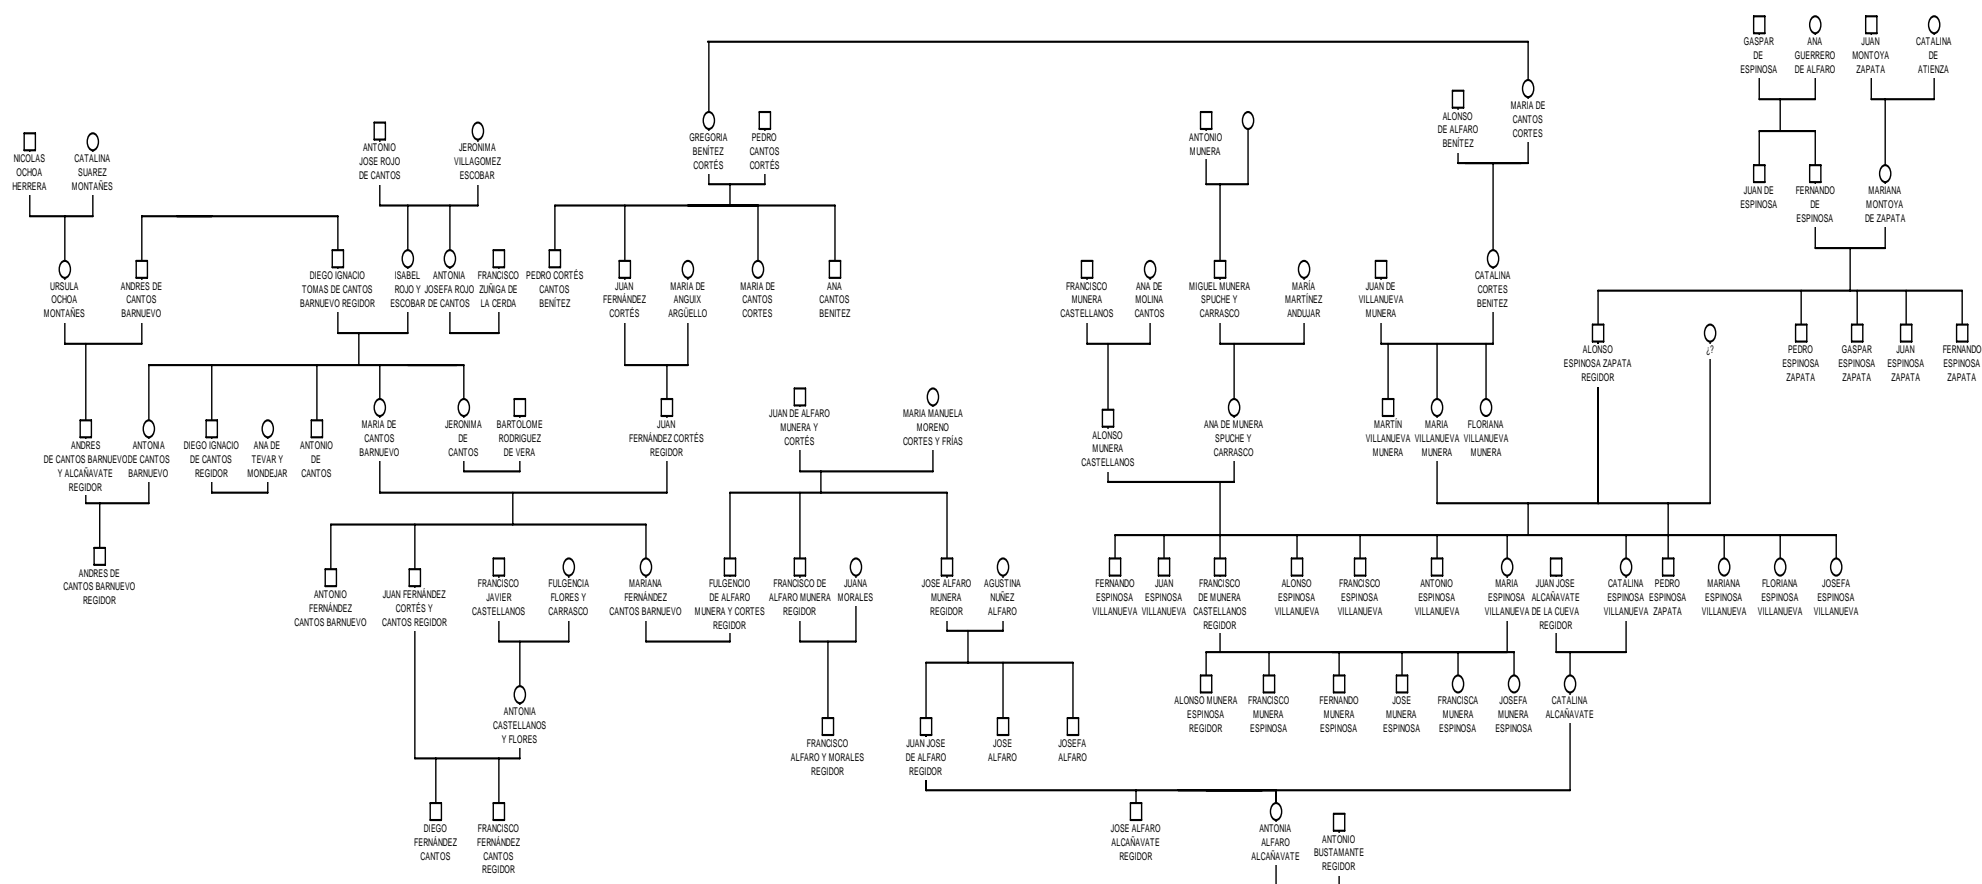 GASPAR
DE
ESPINOSA
ANA
GUERRERO
DE ALFARO
JUAN
MONTOYA
ZAPATA
CATALINA
DE
ATIENZA
NICOLAS
OCHOA
HERRERA
CATALINA
SUAREZ
MONTAÑES
ANTONIO
JOSE ROJO
DE CANTOS
JERONIMA
VILLAGOMEZ
ESCOBAR
GREGORIA
BENÍTEZ
CORTÉS
PEDRO
CANTOS
CORTÉS
ANTONIO
MUNERA
ALONSO
DE ALFARO
BENÍTEZ
MARIA DE
CANTOS
CORTES
JUAN DE
ESPINOSA
FERNANDO
DE
ESPINOSA
MARIANA
MONTOYA
DE ZAPATA
URSULA
OCHOA
MONTAÑES
ANDRES DE
CANTOS
BARNUEVO
DIEGO IGNACIO
TOMAS DE CANTOS
BARNUEVO REGIDOR
ISABEL
ROJO Y
ESCOBAR
ANTONIA
JOSEFA ROJO
DE CANTOS
FRANCISCO
ZUÑIGA DE
LA CERDA
PEDRO CORTÉS
CANTOS
BENÍTEZ
JUAN
FERNÁNDEZ
CORTÉS
MARIA DE
ANGUIX
ARGÜELLO
MARIA DE
CANTOS
CORTES
ANA
CANTOS
BENITEZ
FRANCISCO
MUNERA
CASTELLANOS
ANA DE
MOLINA
CANTOS
MIGUEL MUNERA
SPUCHE Y
CARRASCO
MARÍA
MARTÍNEZ
ANDUJAR
JUAN DE
VILLANUEVA
MUNERA
CATALINA
CORTES
BENITEZ
ALONSO
ESPINOSA ZAPATA
REGIDOR
¿?
PEDRO
ESPINOSA
ZAPATA
GASPAR
ESPINOSA
ZAPATA
JUAN
ESPINOSA
ZAPATA
FERNANDO
ESPINOSA
ZAPATA
ANDRES
DE CANTOS BARNUEVO
Y ALCAÑAVATE
REGIDOR
ANTONIA
DE CANTOS
BARNUEVO
DIEGO IGNACIO
DE CANTOS
REGIDOR
ANA DE
TEVAR Y
MONDEJAR
ANTONIO
DE
CANTOS
MARIA DE
CANTOS
BARNUEVO
JERONIMA
DE
CANTOS
BARTOLOME
RODRIGUEZ
DE VERA
JUAN
FERNÁNDEZ CORTÉS
REGIDOR
JUAN DE ALFARO
MUNERA Y
CORTÉS
MARIA MANUELA
MORENO
CORTES Y FRÍAS
ALONSO
MUNERA
CASTELLANOS
ANA DE MUNERA
SPUCHE Y
CARRASCO
MARTÍN
VILLANUEVA
MUNERA
MARIA
VILLANUEVA
MUNERA
FLORIANA
VILLANUEVA
MUNERA
ANDRES DE
CANTOS BARNUEVO
REGIDOR
ANTONIO
FERNÁNDEZ
CANTOS BARNUEVO
JUAN FERNÁNDEZ
CORTÉS Y
CANTOS REGIDOR
FRANCISCO
JAVIER
CASTELLANOS
FULGENCIA
FLORES Y
CARRASCO
MARIANA
FERNÁNDEZ
CANTOS BARNUEVO
FULGENCIO
DE ALFARO
MUNERA Y CORTES
REGIDOR
FRANCISCO DE
ALFARO MUNERA
REGIDOR
JUANA
MORALES
JOSE ALFARO
MUNERA
REGIDOR
AGUSTINA
NUÑEZ
ALFARO
FERNANDO
ESPINOSA
VILLANUEVA
JUAN
ESPINOSA
VILLANUEVA
FRANCISCO
DE MUNERA
CASTELLANOS
REGIDOR
ALONSO
ESPINOSA
VILLANUEVA
FRANCISCO
ESPINOSA
VILLANUEVA
ANTONIO
ESPINOSA
VILLANUEVA
MARIA
ESPINOSA
VILLANUEVA
JUAN JOSE
ALCAÑAVATE
DE LA CUEVA
REGIDOR
CATALINA
ESPINOSA
VILLANUEVA
PEDRO
ESPINOSA
ZAPATA
MARIANA
ESPINOSA
VILLANUEVA
FLORIANA
ESPINOSA
VILLANUEVA
JOSEFA
ESPINOSA
VILLANUEVA
ANTONIA
CASTELLANOS
Y FLORES
FRANCISCO
ALFARO Y MORALES
REGIDOR
JUAN JOSE
DE ALFARO
REGIDOR
JOSE
ALFARO
JOSEFA
ALFARO
ALONSO MUNERA
ESPINOSA
REGIDOR
FRANCISCO
MUNERA
ESPINOSA
FERNANDO
MUNERA
ESPINOSA
JOSE
MUNERA
ESPINOSA
FRANCISCA
MUNERA
ESPINOSA
JOSEFA
MUNERA
ESPINOSA
CATALINA
ALCAÑAVATE
DIEGO
FERNÁNDEZ
CANTOS
FRANCISCO
FERNÁNDEZ
CANTOS
REGIDOR
JOSE ALFARO
ALCAÑAVATE
REGIDOR
ANTONIA
ALFARO
ALCAÑAVATE
ANTONIO
BUSTAMANTE
REGIDOR